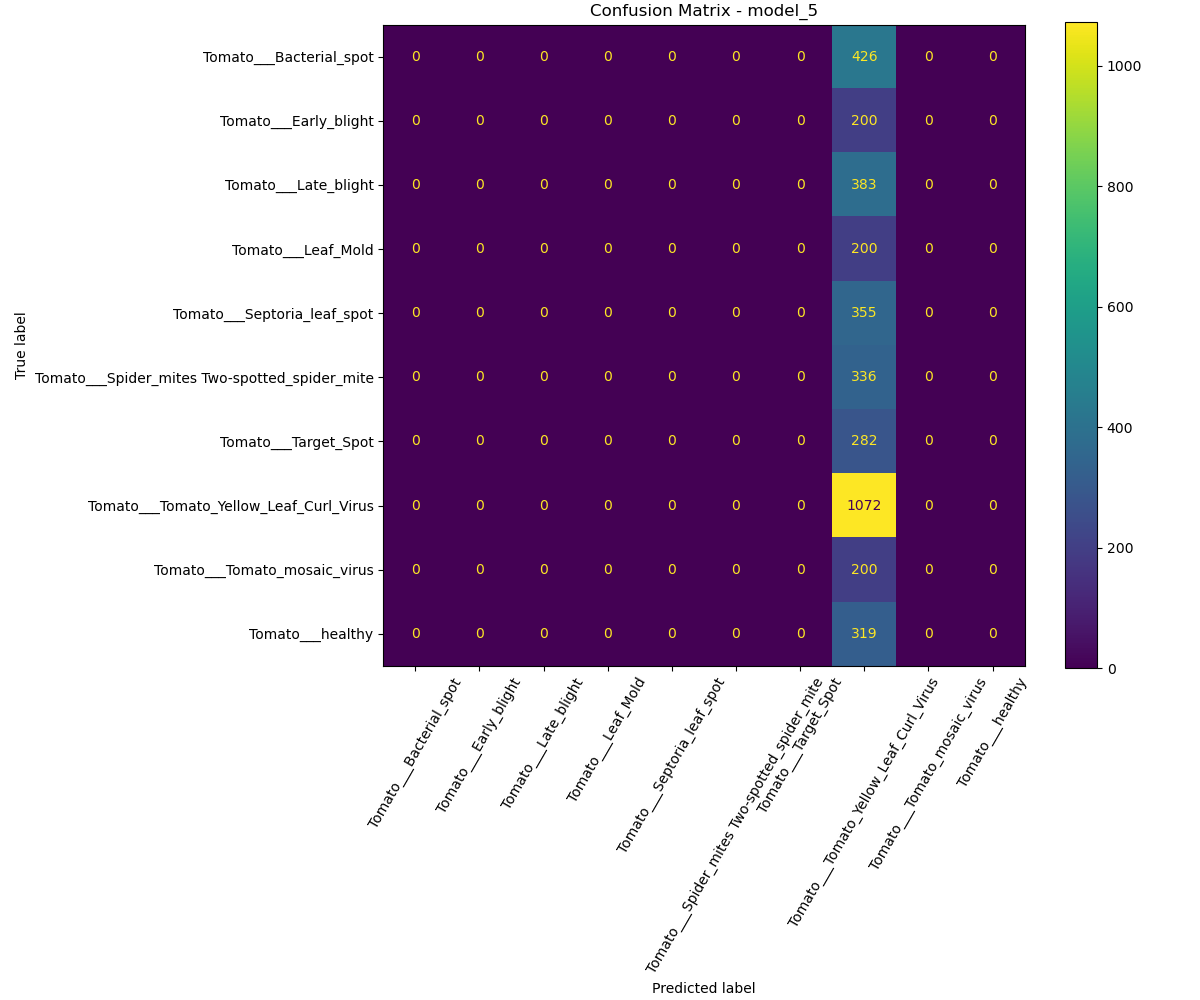 Confusion Matrix - model_5
True label
Tomato___Bacterial_spot 0 0 0 0 0 0 0 426 0 0
Tomato___Early_blight 0 0 0 0 0 0 0 200 0 0
Tomato___Late_blight 0 0 0 0 0 0 0 383 0 0
Tomato___Leaf_Mold 0 0 0 0 0 0 0 200 0 0
Tomato___Septoria_leaf_spot 0 0 0 0 0 0 0 355 0 0
Tomato___Spider_mites Two-spotted_spider_mite 0 0 0 0 0 0 0 336 0 0
Tomato___Target_Spot 0 0 0 0 0 0 0 282 0 0
Tomato___Tomato_Yellow_Leaf_Curl_Virus 0 0 0 0 0 0 0 1072 0 0
Tomato___Tomato_mosaic_virus 0 0 0 0 0 0 0 200 0 0
Tomato___healthy 0 0 0 0 0 0 0 319 0 0
Tomato___Bacterial_spot
Tomato___Early_blight
Tomato___Late_blight
Tomato___Leaf_Mold
Tomato___Septoria_leaf_spot
Tomato___Spider_mites Two-spotted_spider_mite
Tomato___Target_Spot
Tomato___Tomato_Yellow_Leaf_Curl_Virus
Tomato___Tomato_mosaic_virus
Tomato___healthy
Predicted label
1000
800
600
400
200
0